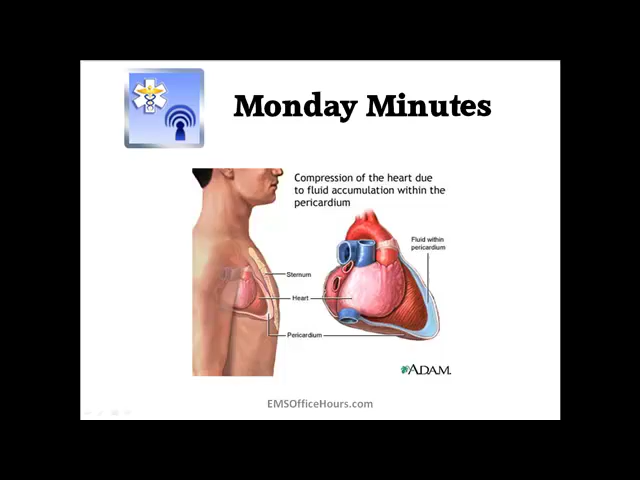 Monday Minutes
Compression of the heart due
to fluid accumulation within the
pericardium
Fluid within
pericardium
Sternum
Heart
Pericardium
ADAM.
EMSOfficeHours.com